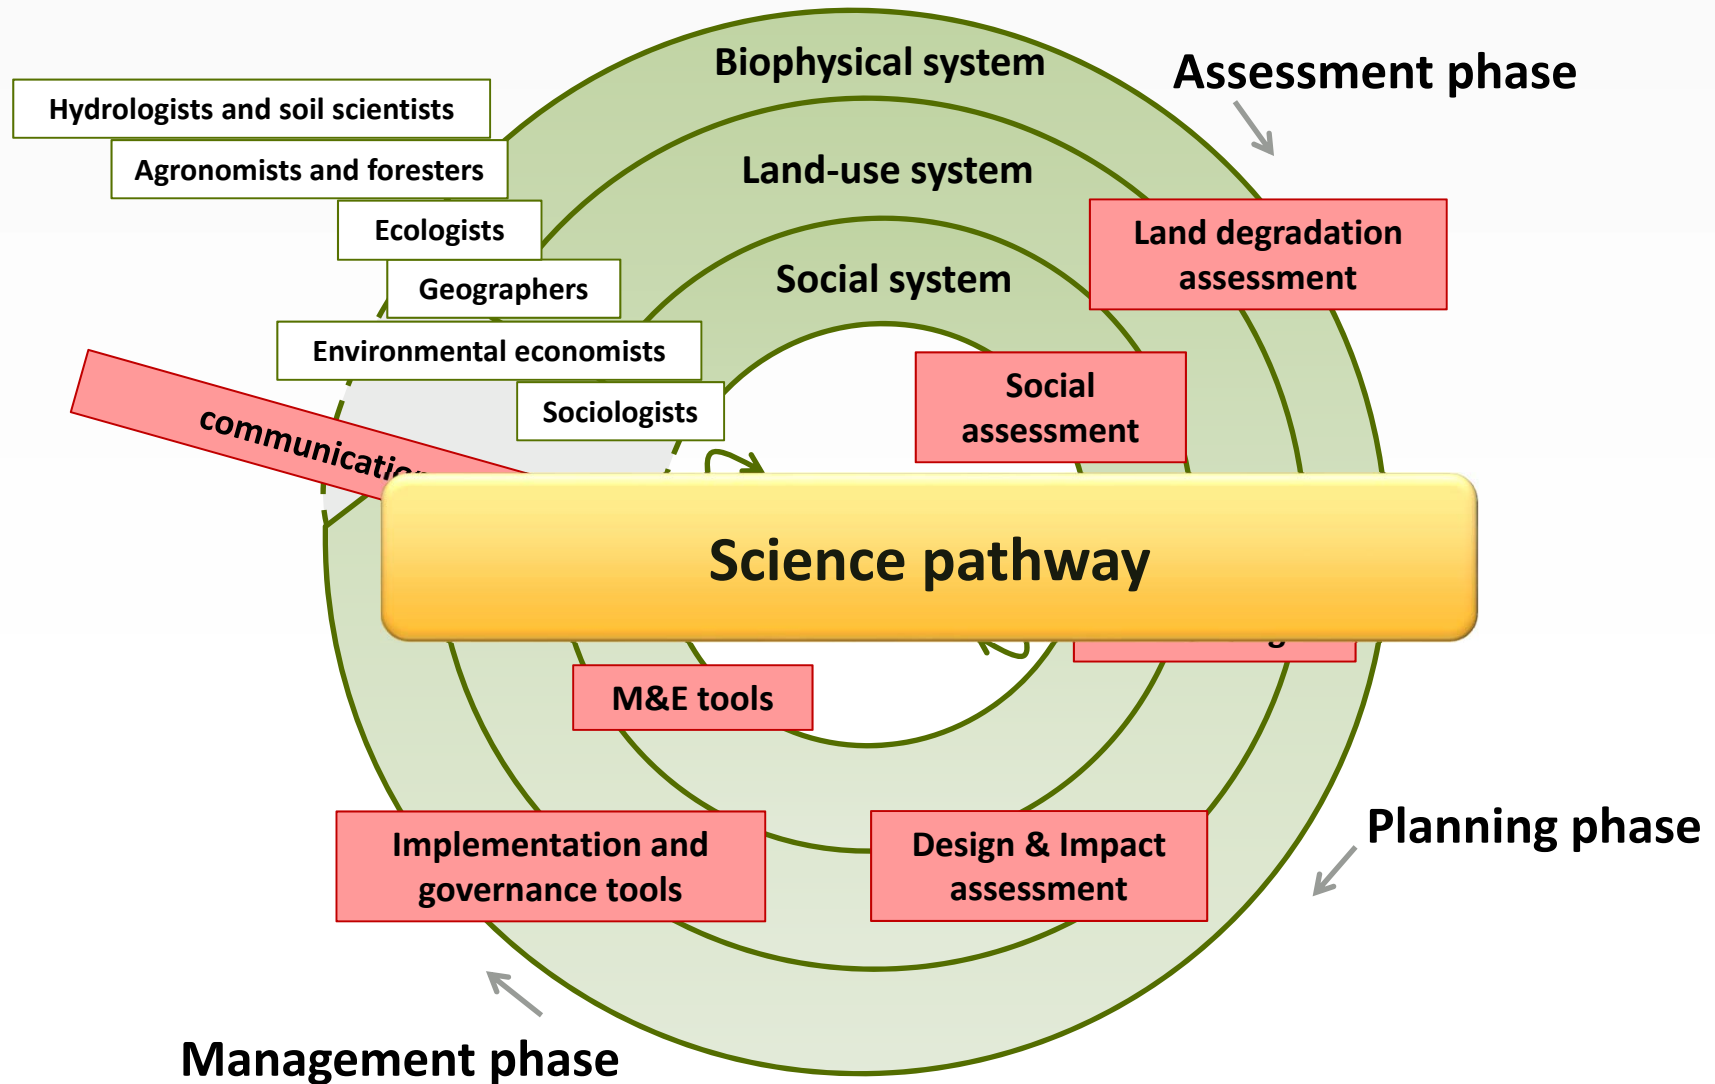 Biophysical system
Assessment phase
Hydrologists and soil scientists
Agronomists and foresters
Land-use system
Ecologists
Land degradation
assessment
Geographers
Social system
Environmental economists
Social
assessment
Sociologists
Science pathway
M&E tools
Implementation and
governance tools
Design & Impact
assessment
Planning phase
Management phase